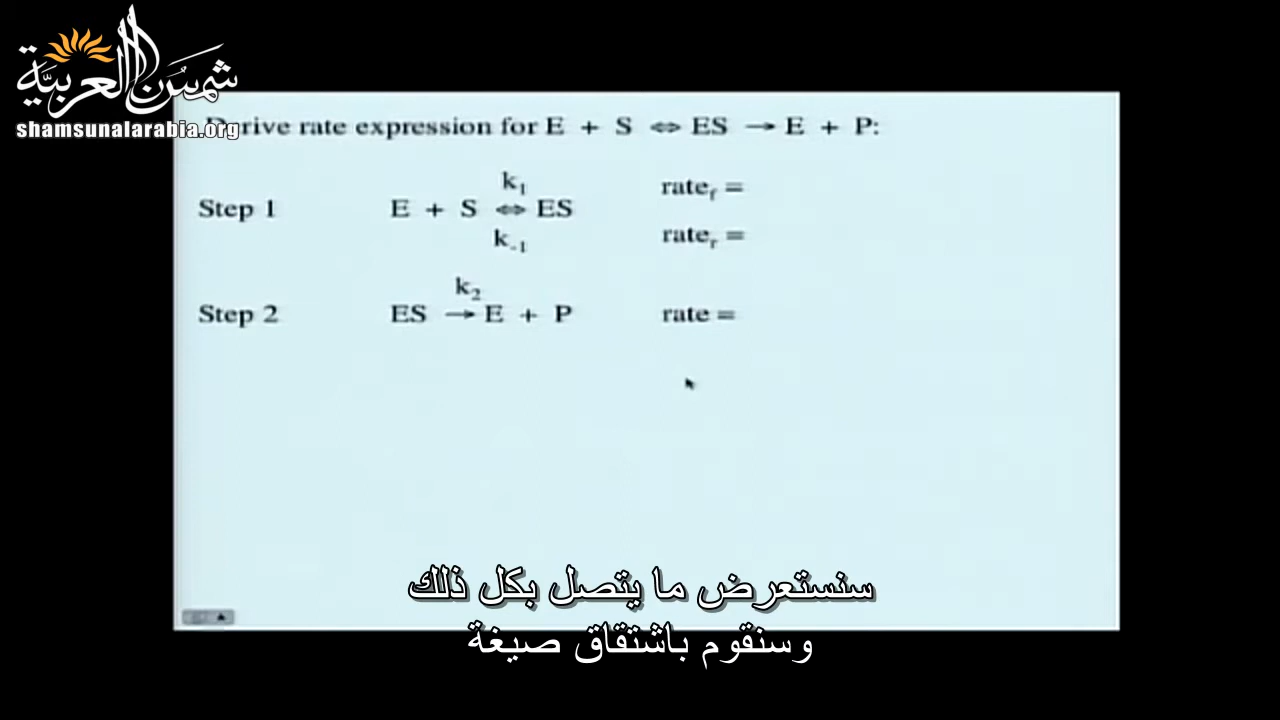 شمسُ العربيّة
shamsunalarabia.org
Derive rate expression for E + S ⇔ ES → E + P:
k₁
Step 1 E + S ⇔ ES
k₋₁
rate_f =
rate_r =
k₂
Step 2 ES → E + P rate =
سنستعرض ما يتصل بكل ذلك
وسنقوم باشتقاق صيغة